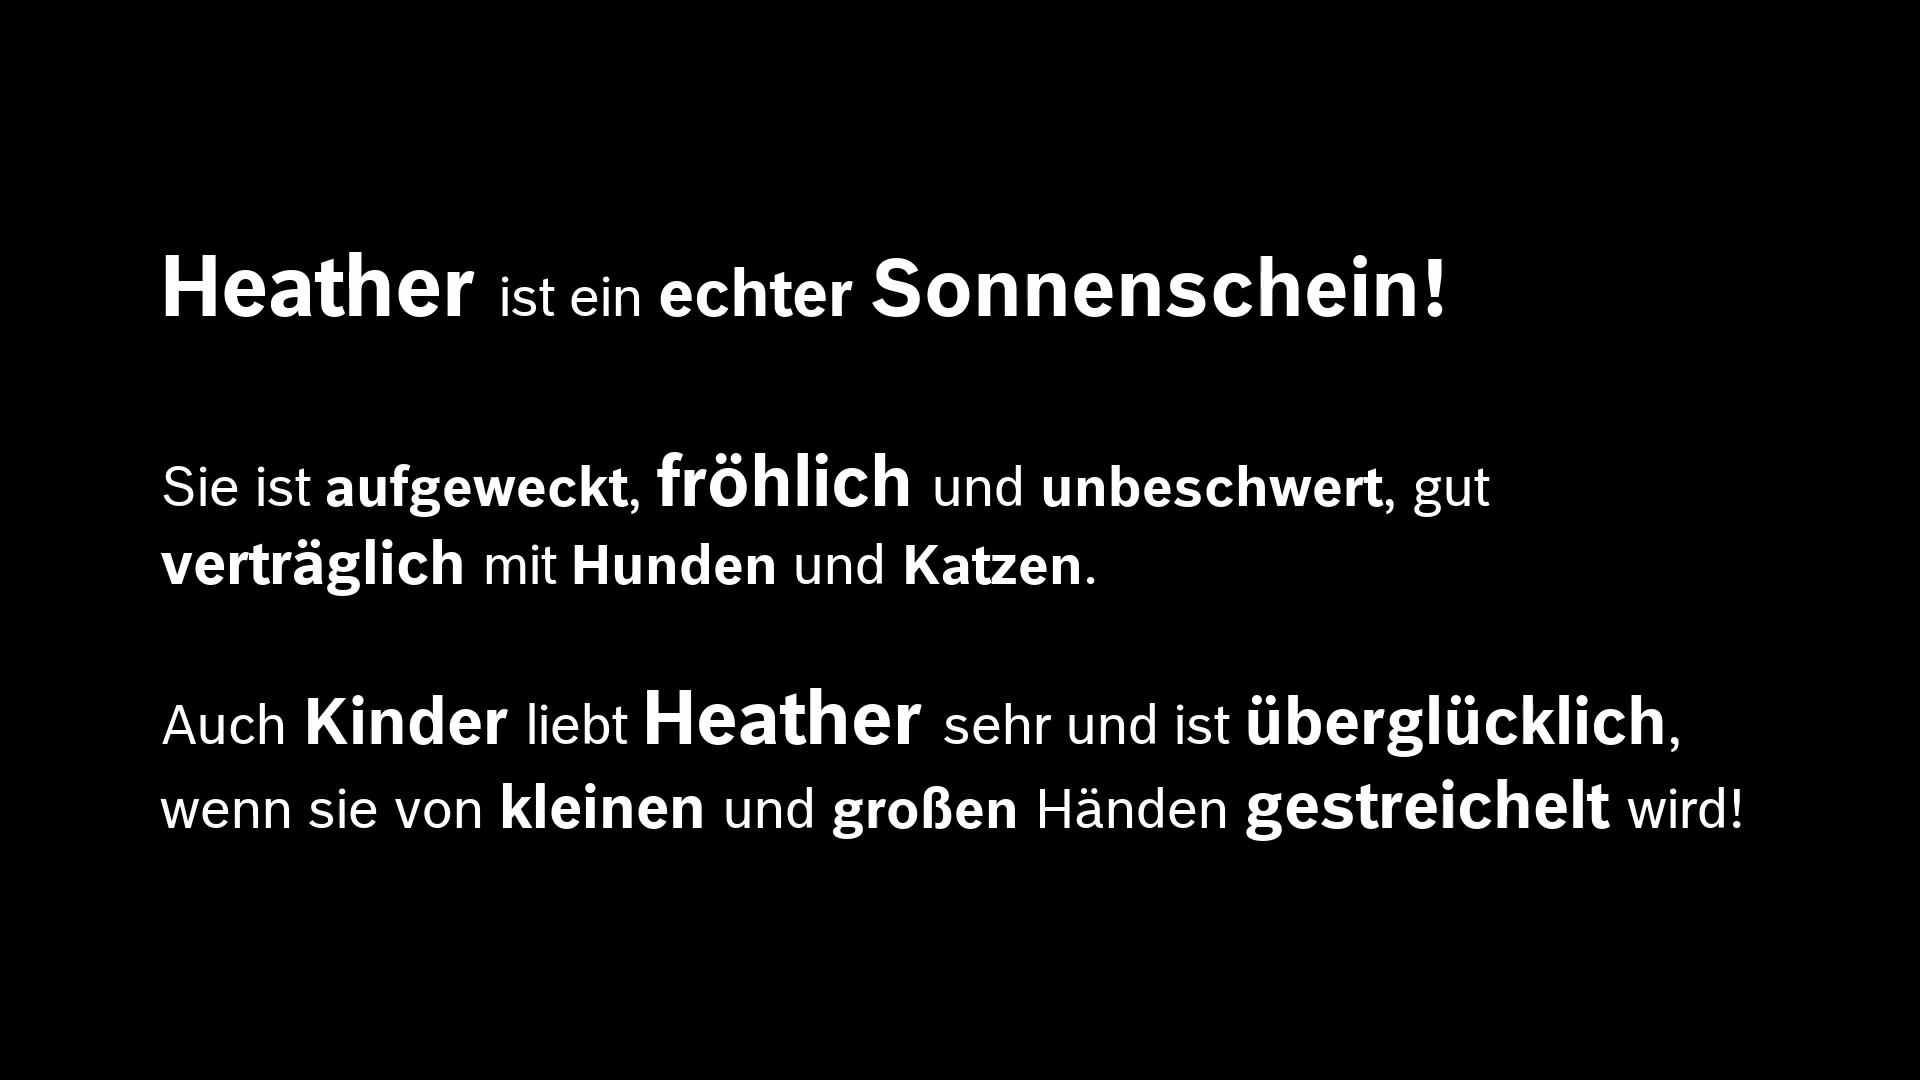 Heather ist ein echter Sonnenschein!
Sie ist aufgeweckt, fröhlich und unbeschwert, gut
verträglich mit Hunden und Katzen.
Auch Kinder liebt Heather sehr und ist überglücklich,
wenn sie von kleinen und großen Händen gestreichelt wird!